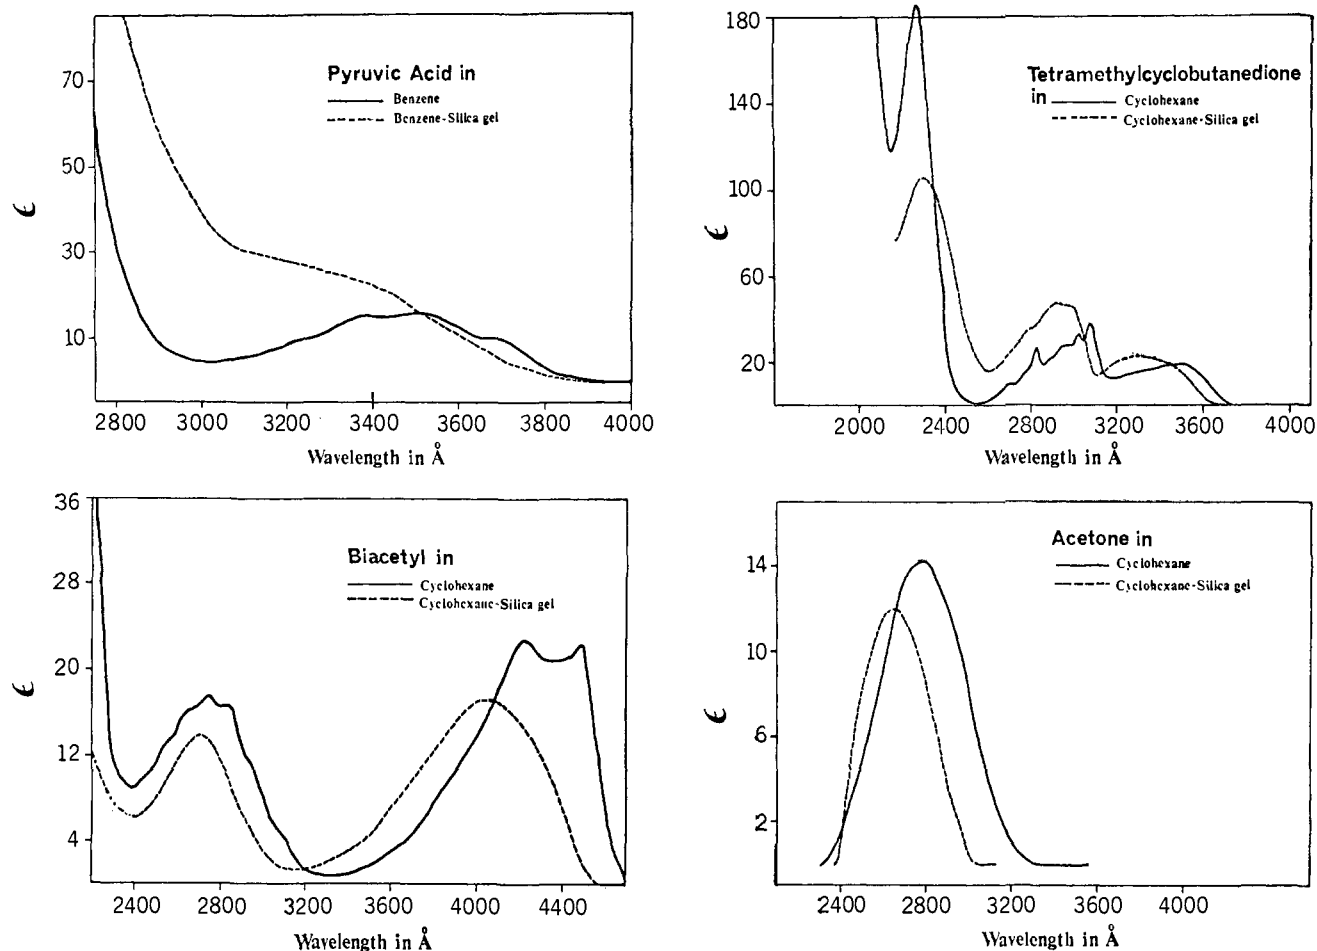 70
50
30
10
ϵ
Pyruvic Acid in
Benzene
Benzene-Silica gel
2800 3000 3200 3400 3600 3800 4000
Wavelength in Å
180
140
100
60
20
ϵ
Tetramethylcyclobutanedione
in
Cyclohexane
Cyclohexane-Silica gel
2000 2400 2800 3200 3600 4000
Wavelength in Å
36
28
20
12
4
ϵ
Biacetyl in
Cyclohexane
Cyclohexane-Silica gel
2400 2800 3200 3600 4000 4400
Wavelength in Å
14
10
6
2
ϵ
Acetone in
Cyclohexane
Cyclohexane-Silica gel
2400 2800 3200 3600 4000
Wavelength in Å